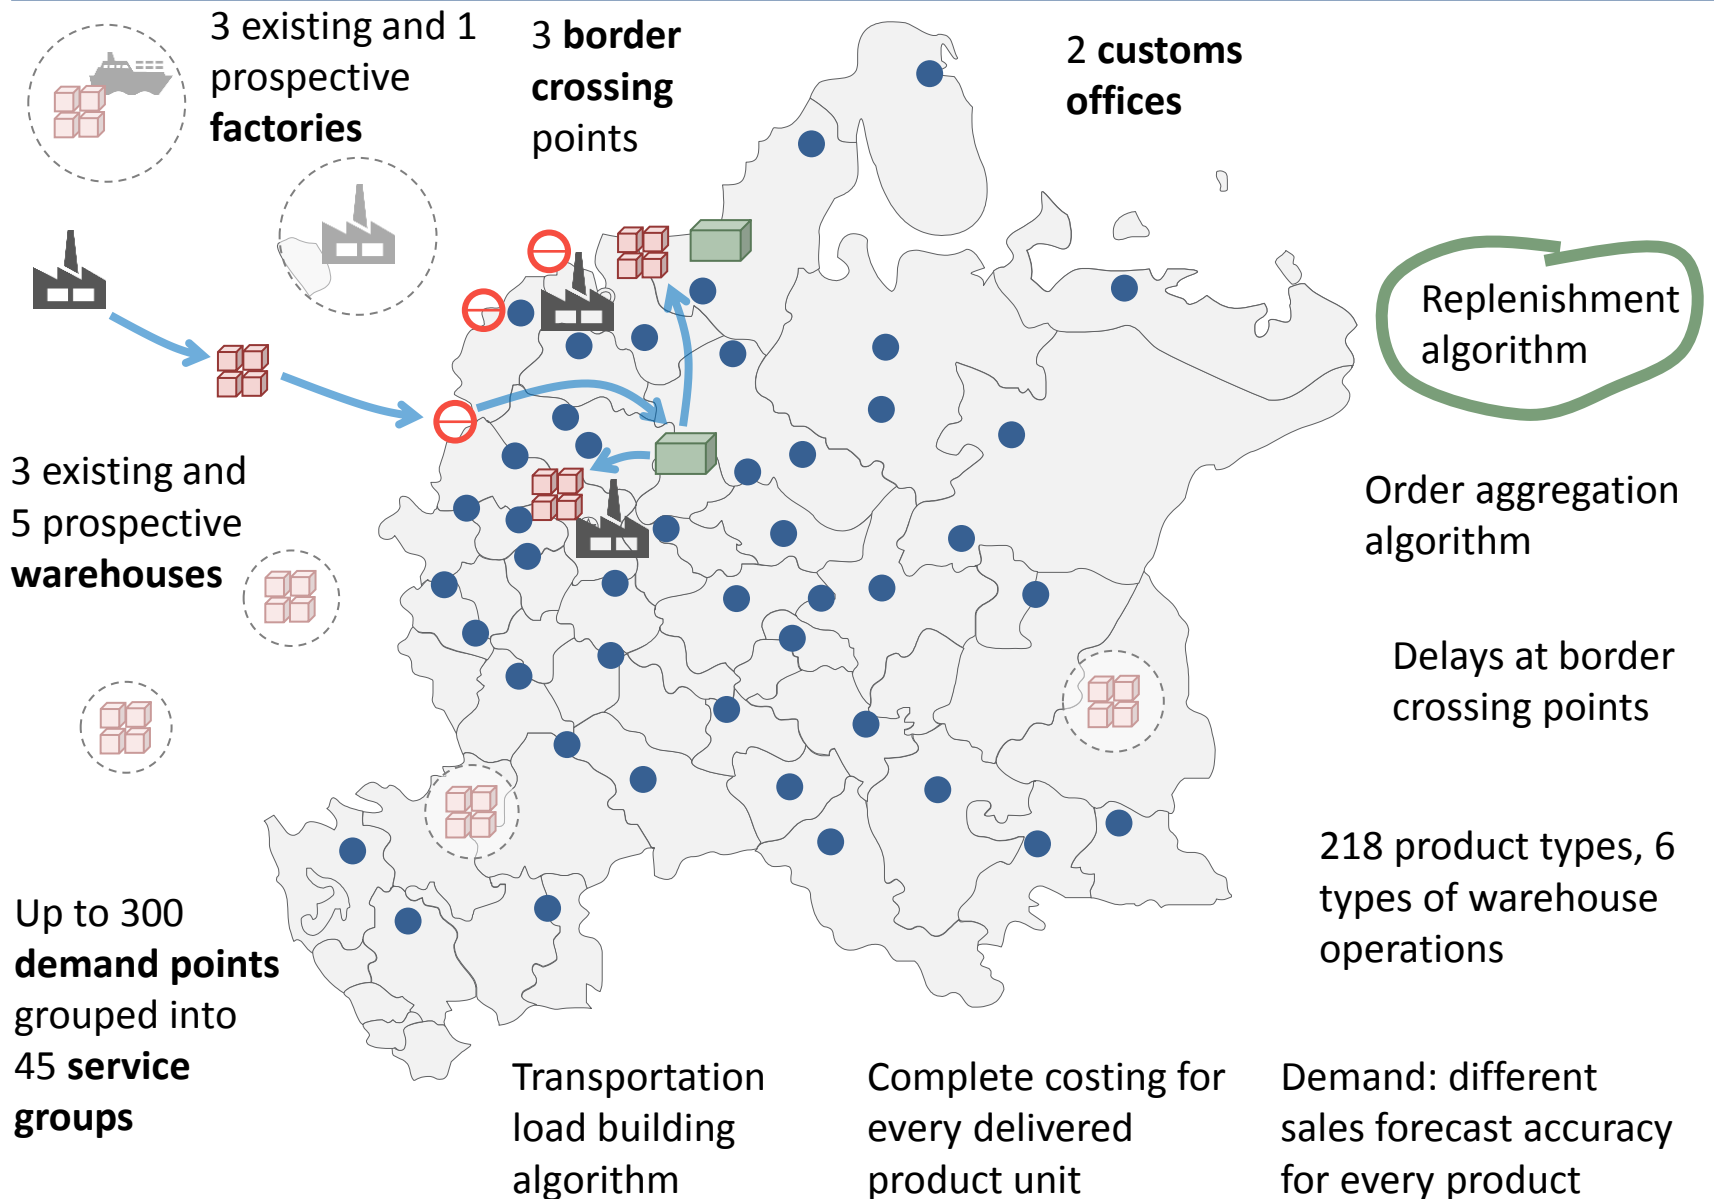 3 existing and 1
prospective
factories
3 border
crossing
points
2 customs
offices
Replenishment
algorithm
3 existing and
5 prospective
warehouses
Order aggregation
algorithm
Delays at border
crossing points
218 product types, 6
types of warehouse
operations
Up to 300
demand points
grouped into
45 service
groups
Transportation
load building
algorithm
Complete costing for
every delivered
product unit
Demand: different
sales forecast accuracy
for every product